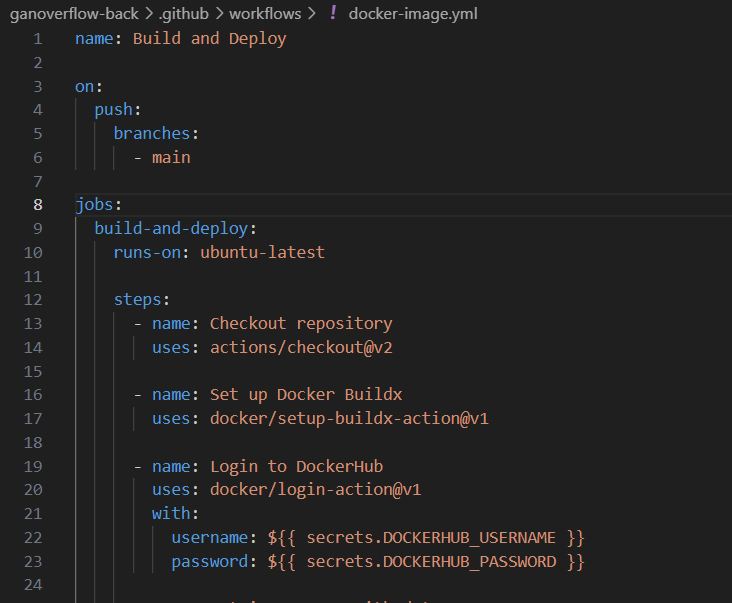 ganoverflow-back > .github > workflows > ! docker-image.yml
1 name: Build and Deploy
2
3 on:
4 push:
5 branches:
6 - main
7
8 jobs:
9 build-and-deploy:
10 runs-on: ubuntu-latest
11
12 steps:
13 - name: Checkout repository
14 uses: actions/checkout@v2
15
16 - name: Set up Docker Buildx
17 uses: docker/setup-buildx-action@v1
18
19 - name: Login to DockerHub
20 uses: docker/login-action@v1
21 with:
22 username: ${{ secrets.DOCKERHUB_USERNAME }}
23 password: ${{ secrets.DOCKERHUB_PASSWORD }}
24